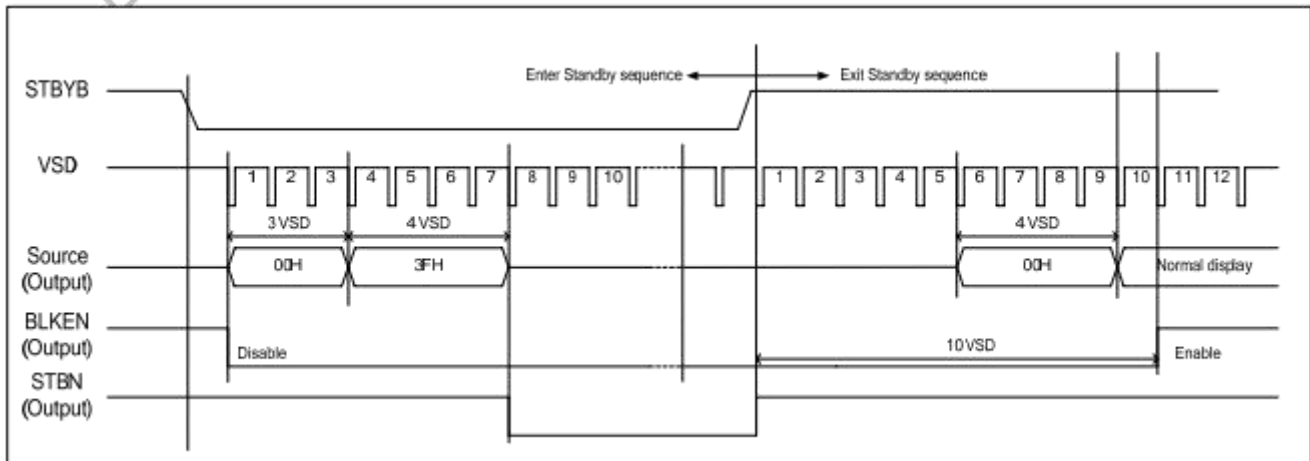 Enter Standby sequence Exit Standby sequence
STBYB
VSD 1 2 3 4 5 6 7 8 9 10 1 2 3 4 5 6 7 8 9 10 11 12
3 VSD 4 VSD 4 VSD
Source
(Output)
00H 3FH 00H Normal display
BLKEN
(Output)
Disable 10 VSD Enable
STBN
(Output)